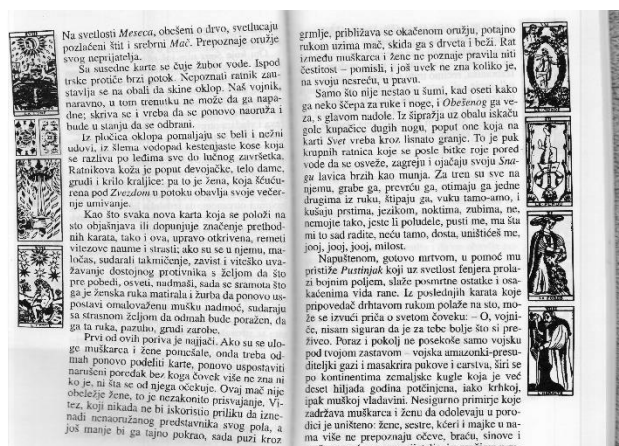 Na svetlosti Meseca, obešeni o drvo, svetlucaju
pozlaćeni štit i srebrni Mač. Prepoznaje oružje
svog neprijatelja.
Sa susedne karte se čuje žubor vode. Ispod
trske protiče brzi potok. Nepoznati ratnik zau-
stavlja se na obali da skine oklop. Naš vojnik,
naravno, u tom trenutku ne može da ga napa-
dne; skriva se i vreba da se ponovo naoruža i
bude u stanju da se odbrani.
Iz pločica oklopa pomaljaju se beli i nežni
udovi, iz šlema vodopad kestenjaste kose koja
se razliva po leđima sve do lučnog završetka.
Ratnikova koža je poput devojačke, telo dame,
grudi i krilo kraljice: pa to je žena, koja šćuću-
rena pod Zvezdom u potoku obavlja svoje večer-
nje umivanje.
Kao što svaka nova karta koja se položi na
sto objašnjava ili dopunjuje značenje prethod-
nih karata, tako i ova, upravo otkrivena, remeti
vitezove naume i strasti; ako su se u njemu, ma-
ločas, sudarali takmičenje, zavist i viteško uva-
žavanje dostojnog protivnika s željom da što
pre pobedi, osveti, nadmaši, sada se sramota što
ga je ženska ruka matirala i žurba da ponovo us-
postavi omalovaženu mušku nadmoć, sudaraju
sa strasnom željom da odmah bude poražen, da
ga ta ruka, pazuho, grudi zarobe.
Prvi od ovih poriva je najjači. Ako su se ulo-
ge muškarca i žene pomešale, onda treba od-
mah ponovo podeliti karte, ponovo uspostaviti
narušeni poredak bez koga čovek više ne zna ni
ko je, ni šta se od njega očekuje. Ovaj mač nije
obeležje žene, to je nezakonito prisvajanje. Vi-
tez, koji nikada ne bi iskoristio priliku da izne-
nadi nenaoružanog predstavnika svog pola, a
još manje bi ga tajno pokrao, sada puzi kroz
grmlje, približava se okačenom oružju, potajno
rukom uzima mač, skida ga s drveta i beži. Rat
između muškarca i žene ne poznaje pravila niti
čestitost – pomisli, i još uvek ne zna koliko je,
na svoju nesreću, u pravu.
Samo što nije nestao u šumi, kad oseti kako
ga neko ščepa za ruke i noge, i Obešenog ga ve-
za, s glavom nadole. Iz šipražja uz obalu iskaču
gole kupačice dugih nogu, poput one koja na
karti Svet vreba kroz lisnato granje. To je puk
krupnih ratnica koje se posle bitke roje pored
vode da se osveže, zagreju i ojačaju svoju Sna-
gu lavica brzih kao munja. Za tren su sve na
njemu, grabe ga, prevrću ga, otimaju ga jedne
drugima iz ruku, štipaju ga, vuku tamo-amo, i
kušaju prstima, jezikom, noktima, zubima, ne,
nemojte tako, jeste li poludele, pusti me, ma šta
mi to sad radite, neću tamo, dosta, uništićeš me,
jooj, jooj, jooj, milost.
Napuštenom, gotovo mrtvom, u pomoć mu
pristiže Pustinjak koji uz svetlost fenjera prola-
zi bojnim poljem, slaže posmrtne ostatke i osa-
kaćenima vida rane. Iz poslednjih karata koje
pripovedač drhtavom rukom polaže na sto, mo-
že se izvući priča o svetom čoveku: – O, vojni-
če, nisam siguran da je za tebe bolje što si pre-
živeo. Poraz i pokolj ne posekoše samo vojsku
pod tvojom zastavom – vojska amazonki-presu-
diteljki gazi i masakrira pukove i carstva, širi se
po kontinentima zemaljske kugle koja je već
deset hiljada godina potčinjena, iako krhkoj,
ipak muškoj vladavini. Nesigurno primirje koje
zadržava muškarca i ženu da odolevaju u poro-
dici je uništeno: žene, sestre, kćeri i majke u na-
ma više ne prepoznaju očeve, braću, sinove i